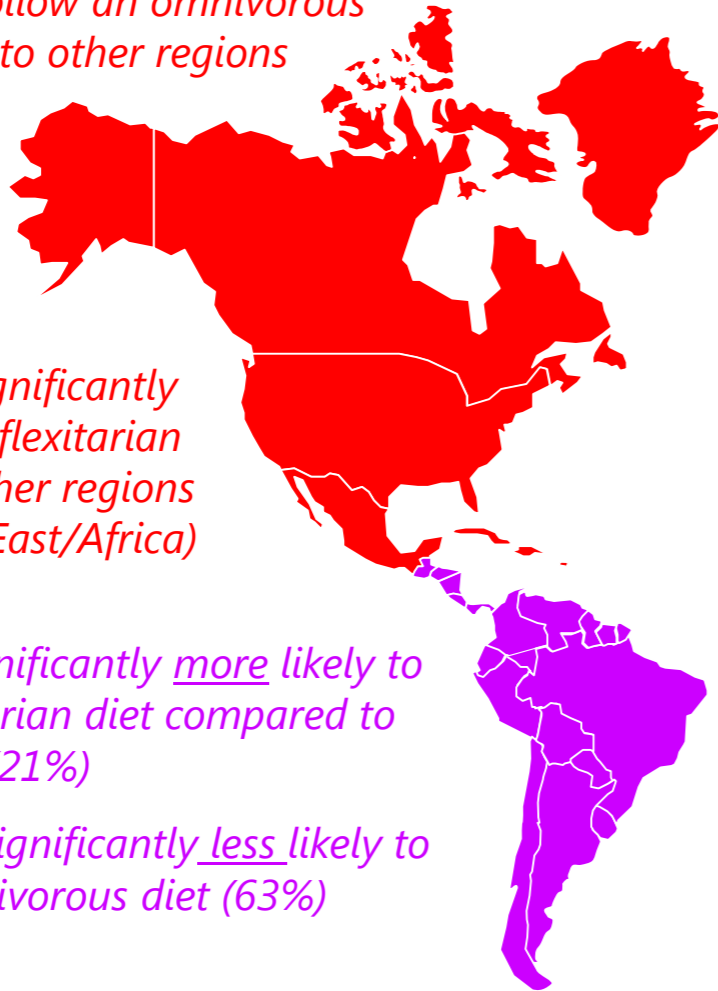 ollow an omnivorous
to other regions
gnificantly
flexitarian
her regions
East/Africa)
nificantly more likely to
rian diet compared to
21%)
ignificantly less likely to
ivorous diet (63%)